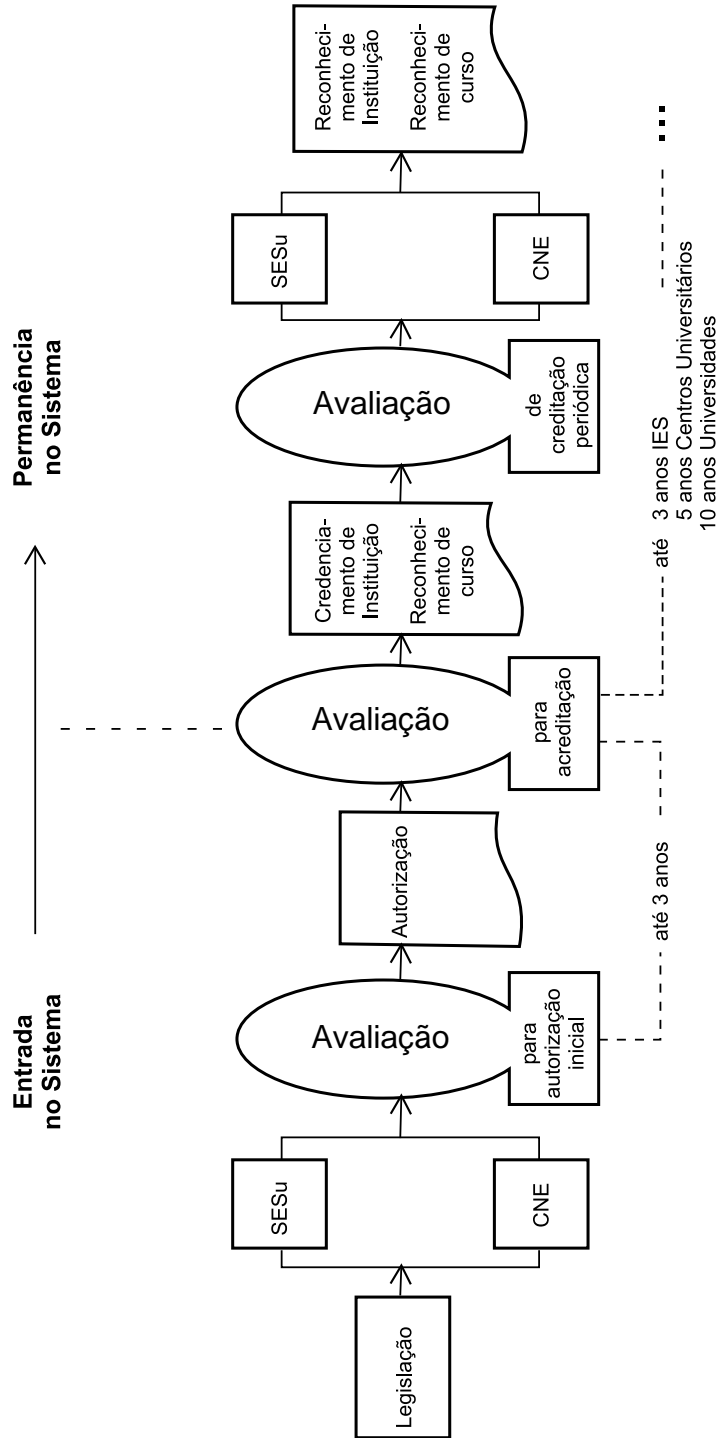 Entrada
no Sistema
Permanência
no Sistema
Legislação
SESu
CNE
Avaliação
para
autorização
inicial
Autorização
Avaliação
para
acreditação
Credencia-
mento de
Instituição
Reconheci-
mento de
curso
Avaliação
de
creditação
periódica
SESu
CNE
Reconheci-
mento de
Instituição
Reconheci-
mento de
curso
até 3 anos
até 3 anos IES
5 anos Centros Universitários
10 anos Universidades
...